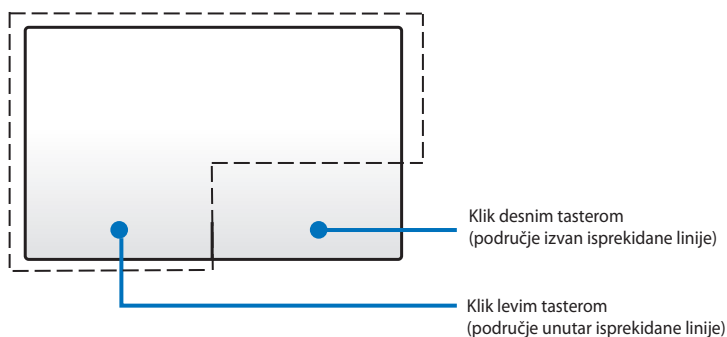 Klik desnim tasterom
(područje izvan isprekidane linije)
Klik levim tasterom
(područje unutar isprekidane linije)